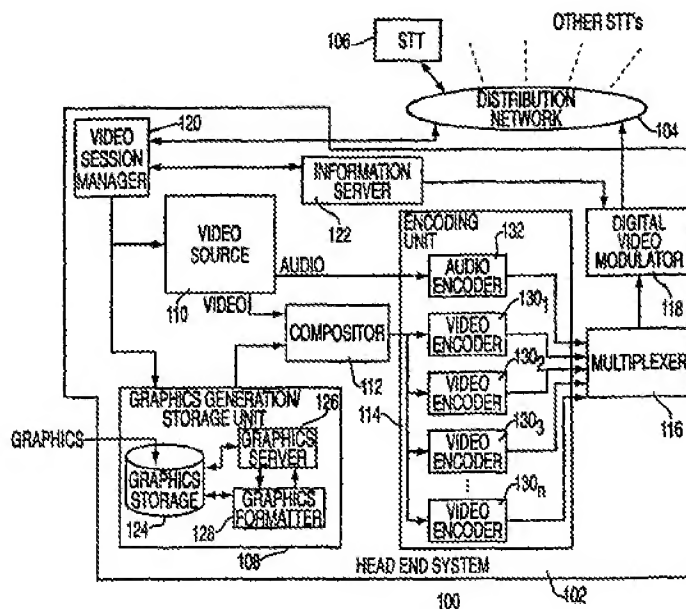 106
STT
OTHER STT's
DISTRIBUTION
NETWORK
104
120
VIDEO
SESSION
MANAGER
INFORMATION
SERVER
122
VIDEO
SOURCE
110
AUDIO
VIDEO
COMPOSITOR
112
ENCODING
UNIT
132
AUDIO
ENCODER
130₁
VIDEO
ENCODER
130₂
VIDEO
ENCODER
114
130₃
VIDEO
ENCODER
130ₙ
VIDEO
ENCODER
DIGITAL
VIDEO
MODULATOR
118
MULTIPLEXER
116
GRAPHICS GENERATION/
STORAGE UNIT
126
GRAPHICS
GRAPHICS
SERVER
GRAPHICS
STORAGE
124
GRAPHICS
FORMATTER
128
108
HEAD END SYSTEM
102
100